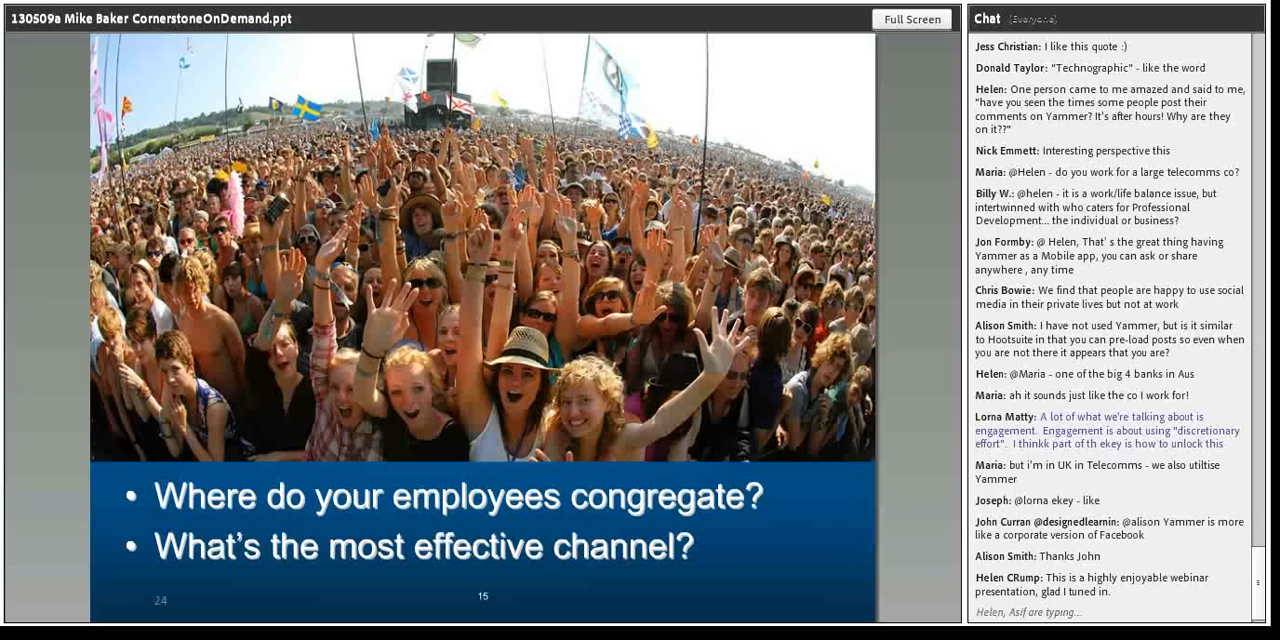 130509a Mike Baker CornerstoneOnDemand.ppt
Full Screen
• Where do your employees congregate?
• What's the most effective channel?
24
15
Chat (Everyone)
Jess Christian: I like this quote :)
Donald Taylor: "Technographic" - like the word
Helen: One person came to me amazed and said to me,
"have you seen the times some people post their
comments on Yammer? It's after hours! Why are they
on it??"
Nick Emmett: Interesting perspective this
Maria: @Helen - do you work for a large telecomms co?
Billy W.: @helen - it is a work/life balance issue, but
intertwinned with who caters for Professional
Development... the individual or business?
Jon Formby: @ Helen, That' s the great thing having
Yammer as a Mobile app, you can ask or share
anywhere , any time
Chris Bowie: We find that people are happy to use social
media in their private lives but not at work
Alison Smith: I have not used Yammer, but is it similar
to Hootsuite in that you can pre-load posts so even when
you are not there it appears that you are?
Helen: @Maria - one of the big 4 banks in Aus
Maria: ah it sounds just like the co I work for!
Lorna Matty: A lot of what we're talking about is
engagement. Engagement is about using "discretionary
effort". I thinkk part of th ekey is how to unlock this
Maria: but i'm in UK in Telecomms - we also utiltise
Yammer
Joseph: @lorna ekey - like
John Curran @designedlearnin: @alison Yammer is more
like a corporate version of Facebook
Alison Smith: Thanks John
Helen CRump: This is a highly enjoyable webinar
presentation, glad I tuned in.
Helen, Asif are typing...